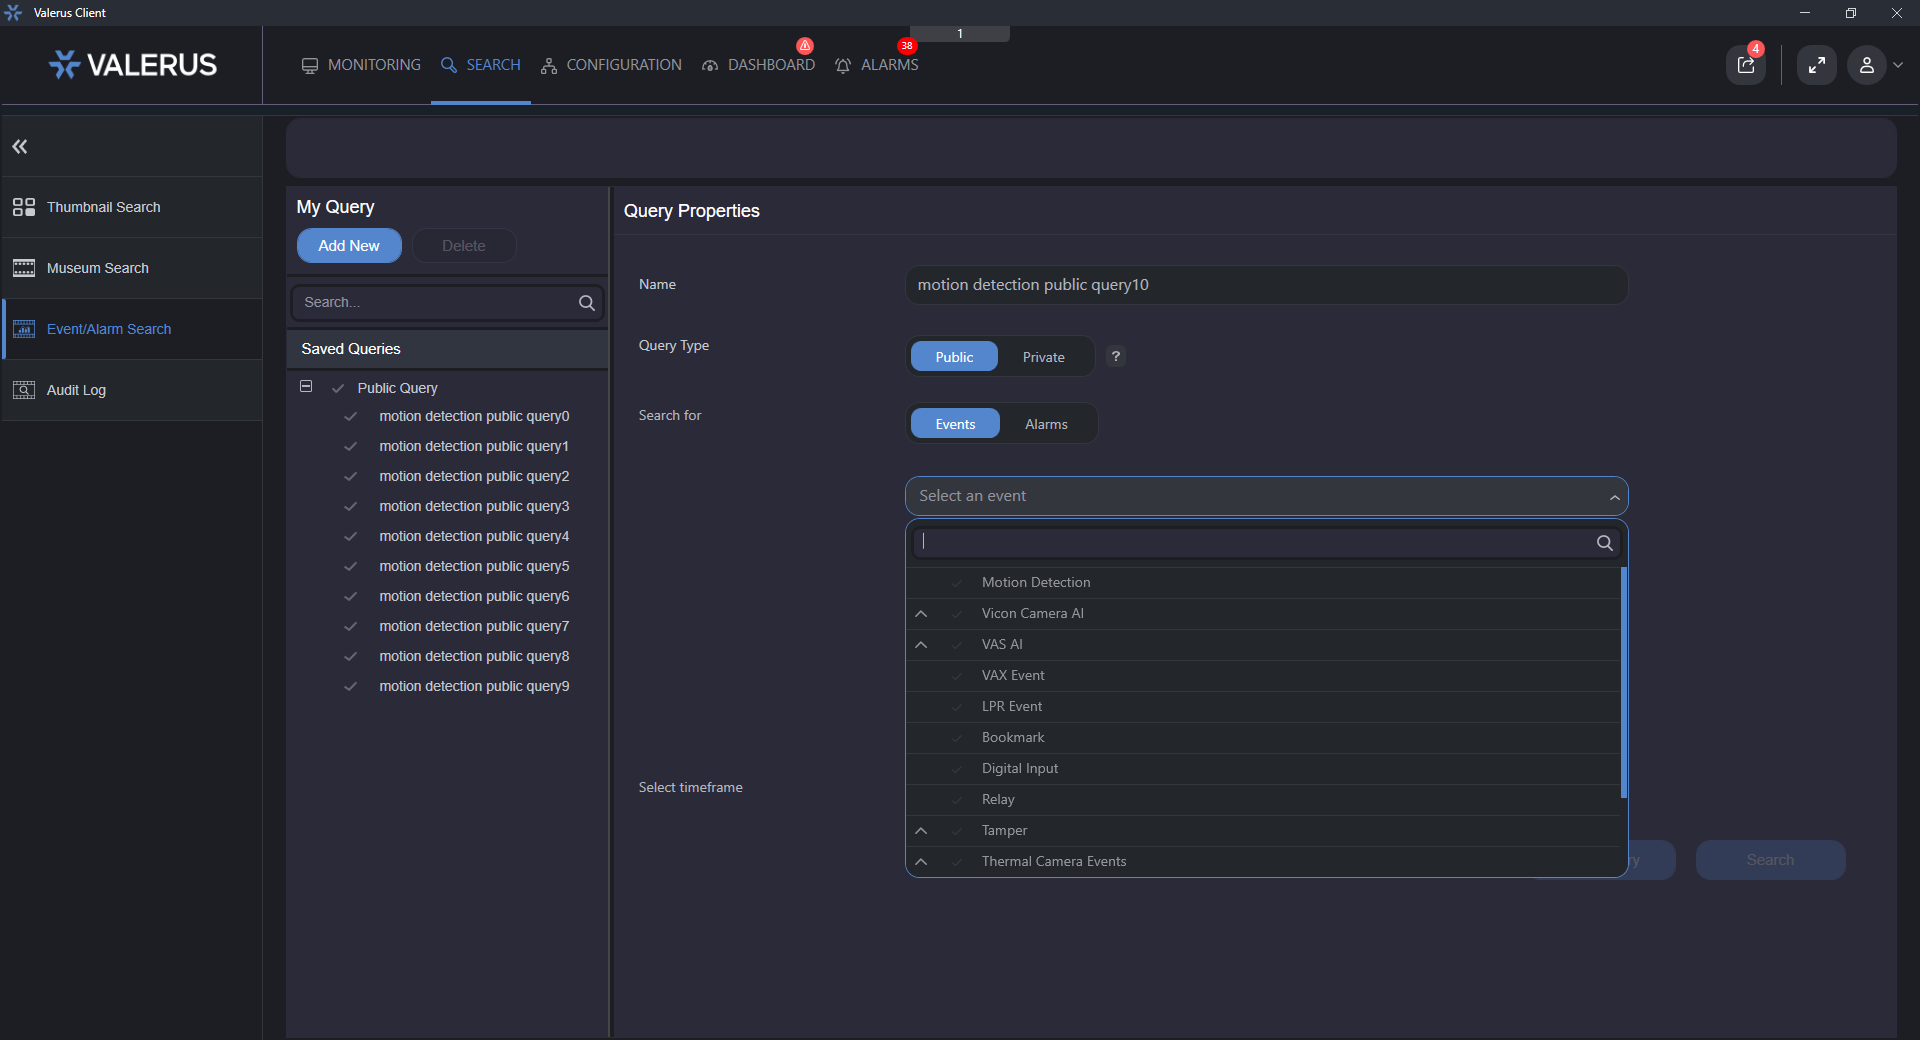 Valerus Client
1
VALERUS
MONITORING
SEARCH
CONFIGURATION
DASHBOARD
38
ALARMS
4
Thumbnail Search
Museum Search
Event/Alarm Search
Audit Log
My Query
Add New
Delete
Search...
Saved Queries
Public Query
motion detection public query0
motion detection public query1
motion detection public query2
motion detection public query3
motion detection public query4
motion detection public query5
motion detection public query6
motion detection public query7
motion detection public query8
motion detection public query9
Query Properties
Name
motion detection public query10
Query Type
Public
Private
?
Search for
Events
Alarms
Select an event
Motion Detection
Vicon Camera AI
VAS AI
VAX Event
LPR Event
Bookmark
Digital Input
Relay
Tamper
Thermal Camera Events
Select timeframe
Search